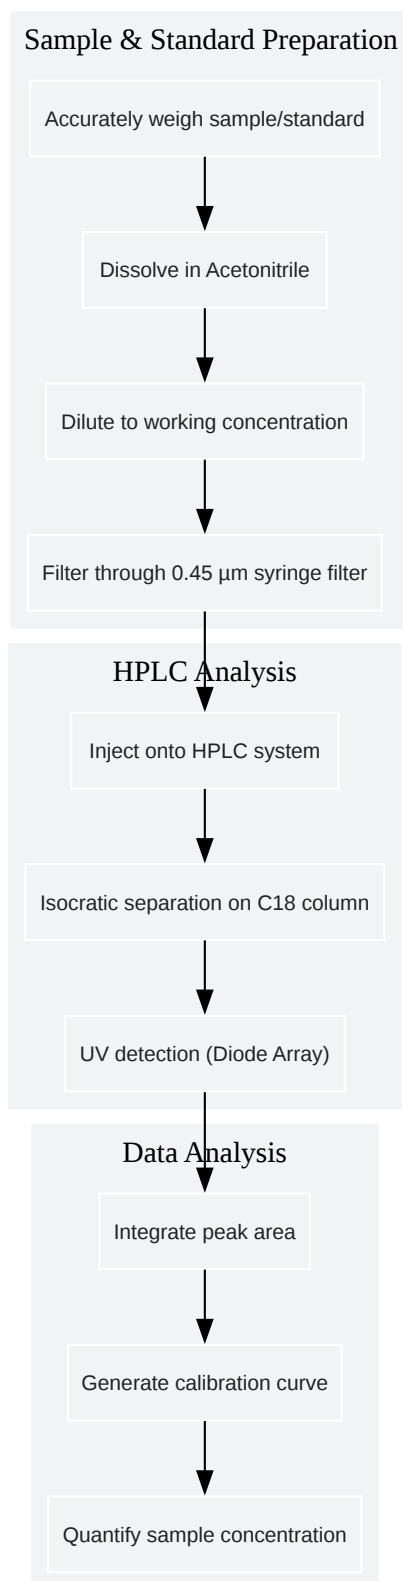 Sample & Standard Preparation
Accurately weigh sample/standard
Dissolve in Acetonitrile
Dilute to working concentration
Filter through 0.45 µm syringe filter
HPLC Analysis
Inject onto HPLC system
Isocratic separation on C18 column
UV detection (Diode Array)
Data Analysis
Integrate peak area
Generate calibration curve
Quantify sample concentration